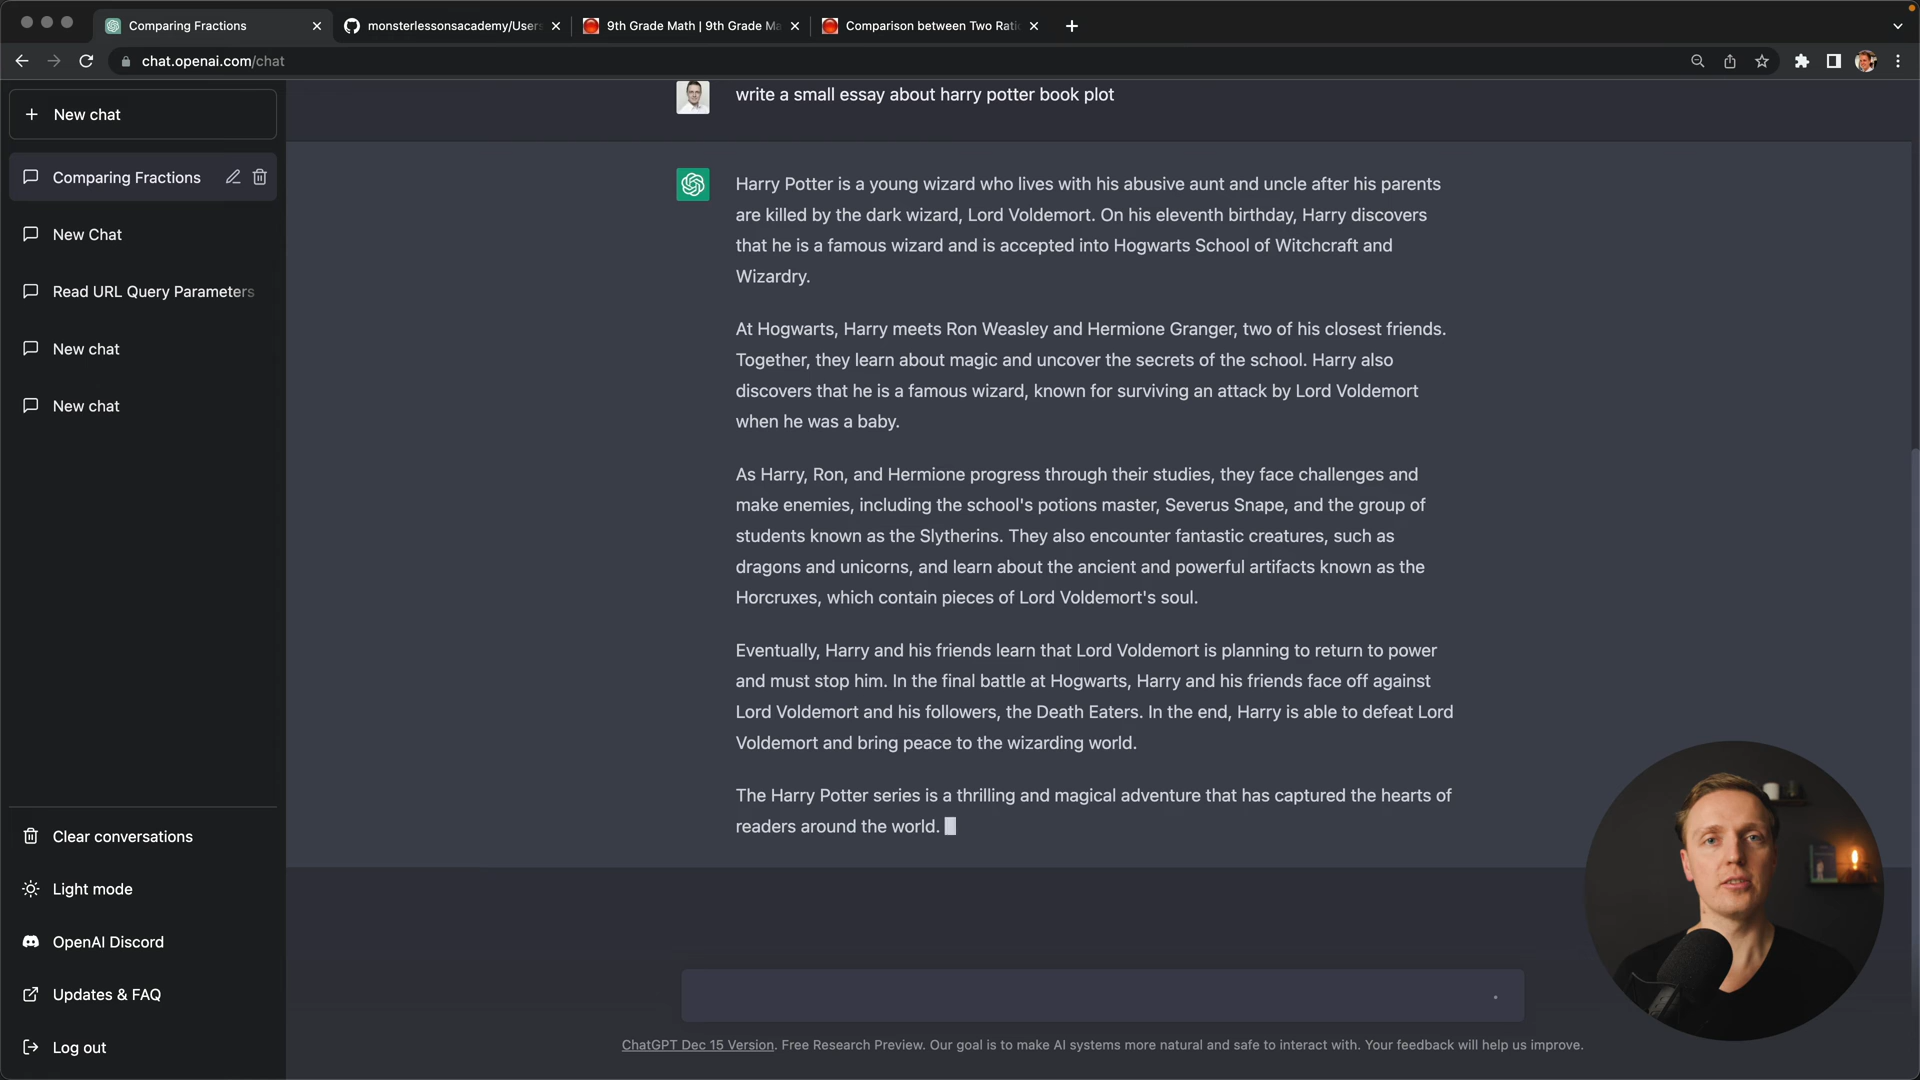 Comparing Fractions
monsterlessonsacademy/Users
9th Grade Math | 9th Grade Ma
Comparison between Two Rati
chat.openai.com/chat
New chat
Comparing Fractions
New Chat
Read URL Query Parameters
New chat
New chat
Clear conversations
Light mode
OpenAI Discord
Updates & FAQ
Log out
write a small essay about harry potter book plot
Harry Potter is a young wizard who lives with his abusive aunt and uncle after his parents
are killed by the dark wizard, Lord Voldemort. On his eleventh birthday, Harry discovers
that he is a famous wizard and is accepted into Hogwarts School of Witchcraft and
Wizardry.
At Hogwarts, Harry meets Ron Weasley and Hermione Granger, two of his closest friends.
Together, they learn about magic and uncover the secrets of the school. Harry also
discovers that he is a famous wizard, known for surviving an attack by Lord Voldemort
when he was a baby.
As Harry, Ron, and Hermione progress through their studies, they face challenges and
make enemies, including the school's potions master, Severus Snape, and the group of
students known as the Slytherins. They also encounter fantastic creatures, such as
dragons and unicorns, and learn about the ancient and powerful artifacts known as the
Horcruxes, which contain pieces of Lord Voldemort's soul.
Eventually, Harry and his friends learn that Lord Voldemort is planning to return to power
and must stop him. In the final battle at Hogwarts, Harry and his friends face off against
Lord Voldemort and his followers, the Death Eaters. In the end, Harry is able to defeat Lord
Voldemort and bring peace to the wizarding world.
The Harry Potter series is a thrilling and magical adventure that has captured the hearts of
readers around the world.
ChatGPT Dec 15 Version. Free Research Preview. Our goal is to make AI systems more natural and safe to interact with. Your feedback will help us improve.